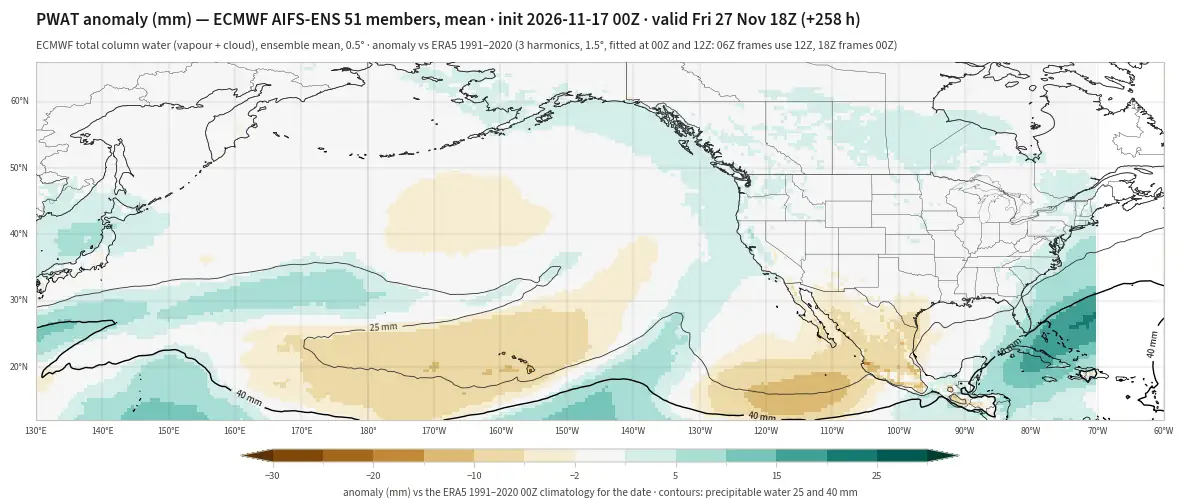 PWAT anomaly (mm) — ECMWF AIFS-ENS 51 members, mean · init 2026-11-17 00Z · valid Fri 27 Nov 18Z (+258 h)
ECMWF total column water (vapour + cloud), ensemble mean, 0.5° · anomaly vs ERA5 1991–2020 (3 harmonics, 1.5°, fitted at 00Z and 12Z: 06Z frames use 12Z, 18Z frames 00Z)
60°N
50°N
40°N
30°N
20°N
25 mm
40 mm
40 mm
40 mm
40 mm
130°E 140°E 150°E 160°E 170°E 180° 170°W 160°W 150°W 140°W 130°W 120°W 110°W 100°W 90°W 80°W 70°W 60°W
−30 −20 −10 −2 5 15 25
anomaly (mm) vs the ERA5 1991–2020 00Z climatology for the date · contours: precipitable water 25 and 40 mm